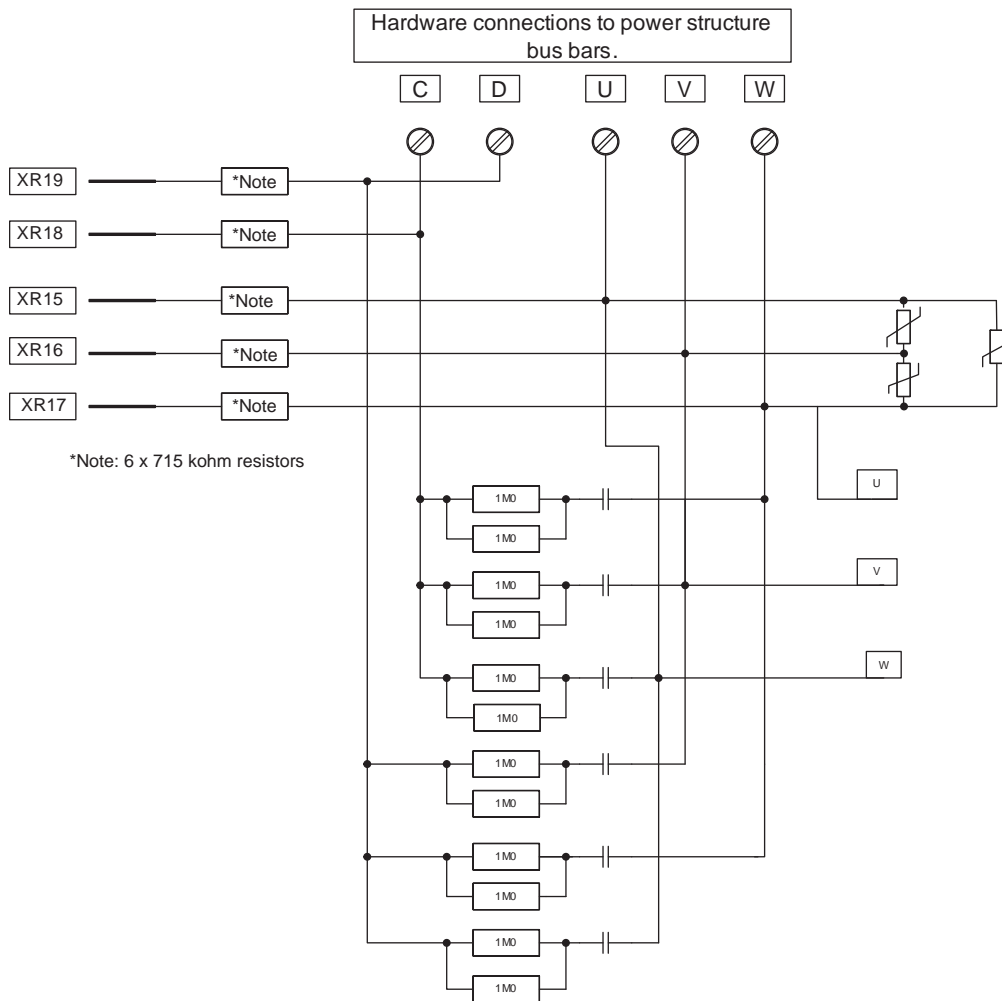 Hardware connections to power structure
bus bars.
C D U V W
XR19 *Note
XR18 *Note
XR15 *Note
XR16 *Note
XR17 *Note
*Note: 6 x 715 kohm resistors
U
1M0
1M0
V
1M0
1M0
W
1M0
1M0
1M0
1M0
1M0
1M0
1M0
1M0